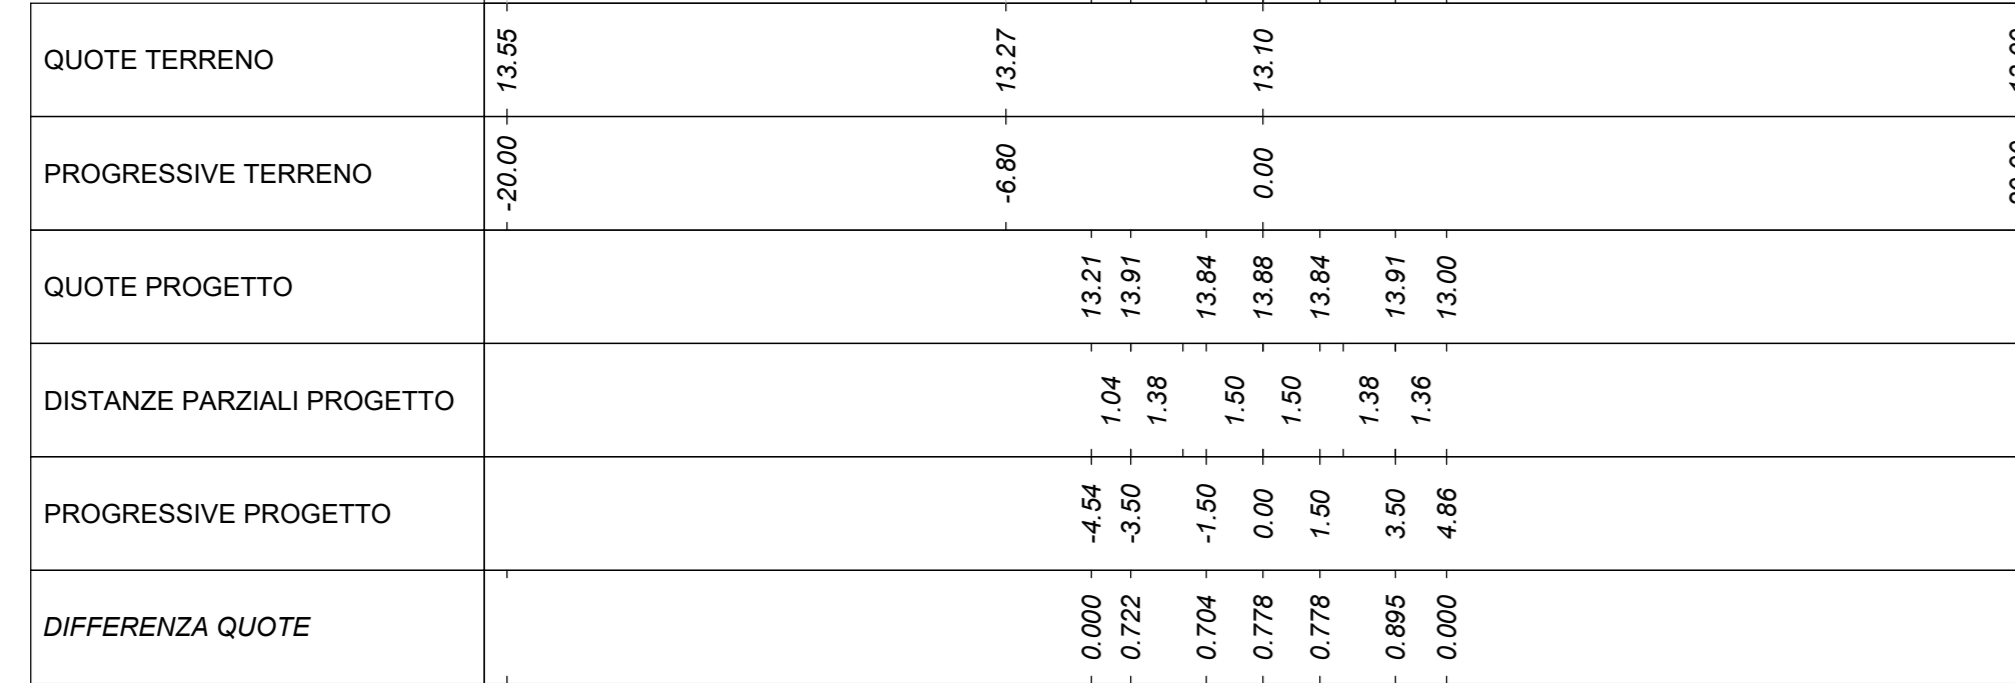 QUOTE TERRENO 13.55 13.27 13.10
PROGRESSIVE TERRENO -20.00 -6.80 0.00
QUOTE PROGETTO 13.21 13.91 13.84 13.88 13.84 13.91 13.00
DISTANZE PARZIALI PROGETTO 1.04 1.38 1.50 1.50 1.38 1.36
PROGRESSIVE PROGETTO -4.54 -3.50 -1.50 0.00 1.50 3.50 4.86
DIFFERENZA QUOTE 0.000 0.722 0.704 0.778 0.778 0.895 0.000